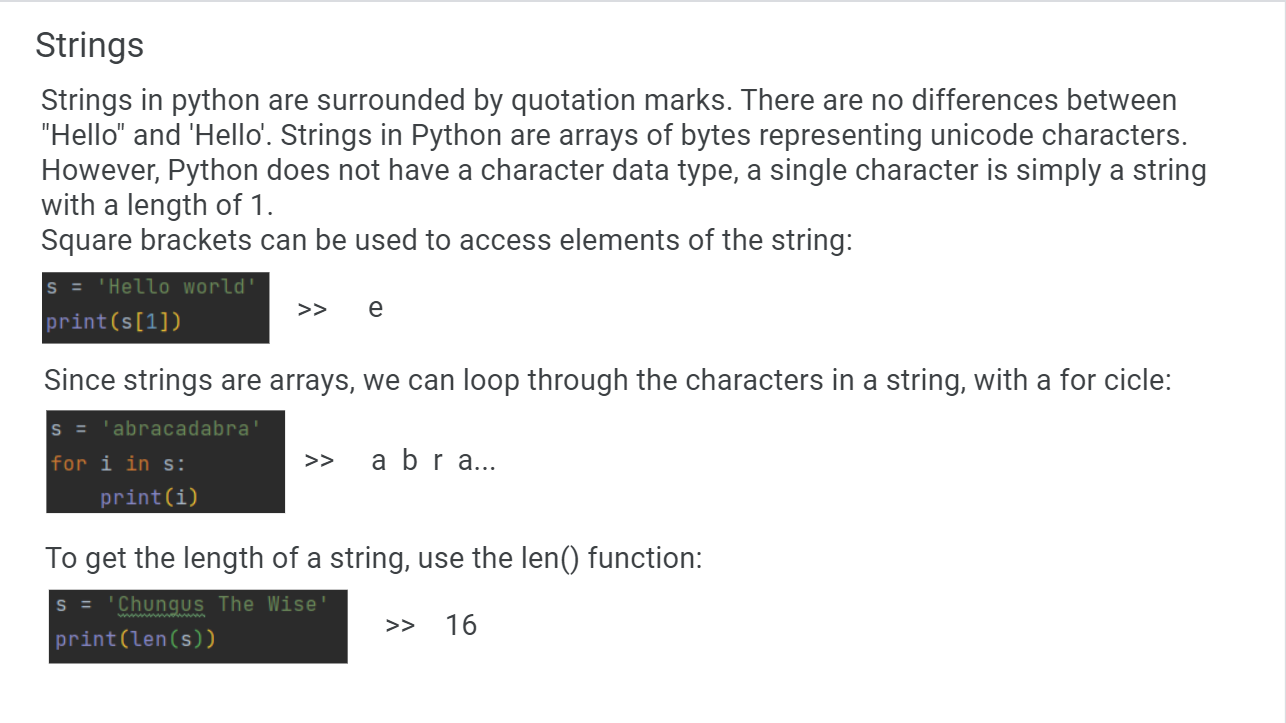 Strings
Strings in python are surrounded by quotation marks. There are no differences between
"Hello" and 'Hello'. Strings in Python are arrays of bytes representing unicode characters.
However, Python does not have a character data type, a single character is simply a string
with a length of 1.
Square brackets can be used to access elements of the string:
s = 'Hello world'
print(s[1])
>> e
Since strings are arrays, we can loop through the characters in a string, with a for cicle:
s = 'abracadabra'
for i in s:
    print(i)
>> a b r a...
To get the length of a string, use the len() function:
s = 'Chungus The Wise'
print(len(s))
>> 16